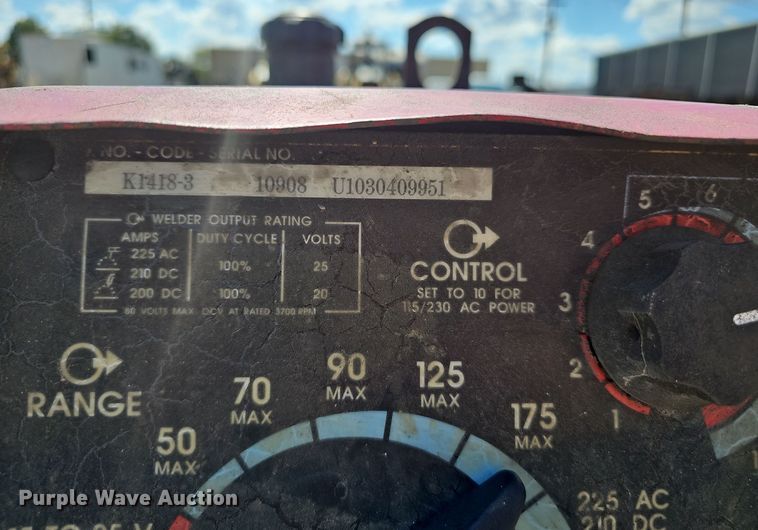 K NO. - CODE - SERIAL NO.
K1418-3 10908 U1030409951
WELDER OUTPUT RATING
AMPS DUTY CYCLE VOLTS
225 AC
210 DC 100% 25
200 DC 100% 20
80 VOLTS MAX. OCV AT RATED 3700 RPM
CONTROL
SET TO 10 FOR
115/230 AC POWER
5 6
4
3
2
1
RANGE
50
MAX
70
MAX
90
MAX
125
MAX
175
MAX
225 AC
210 DC
Purple Wave Auction